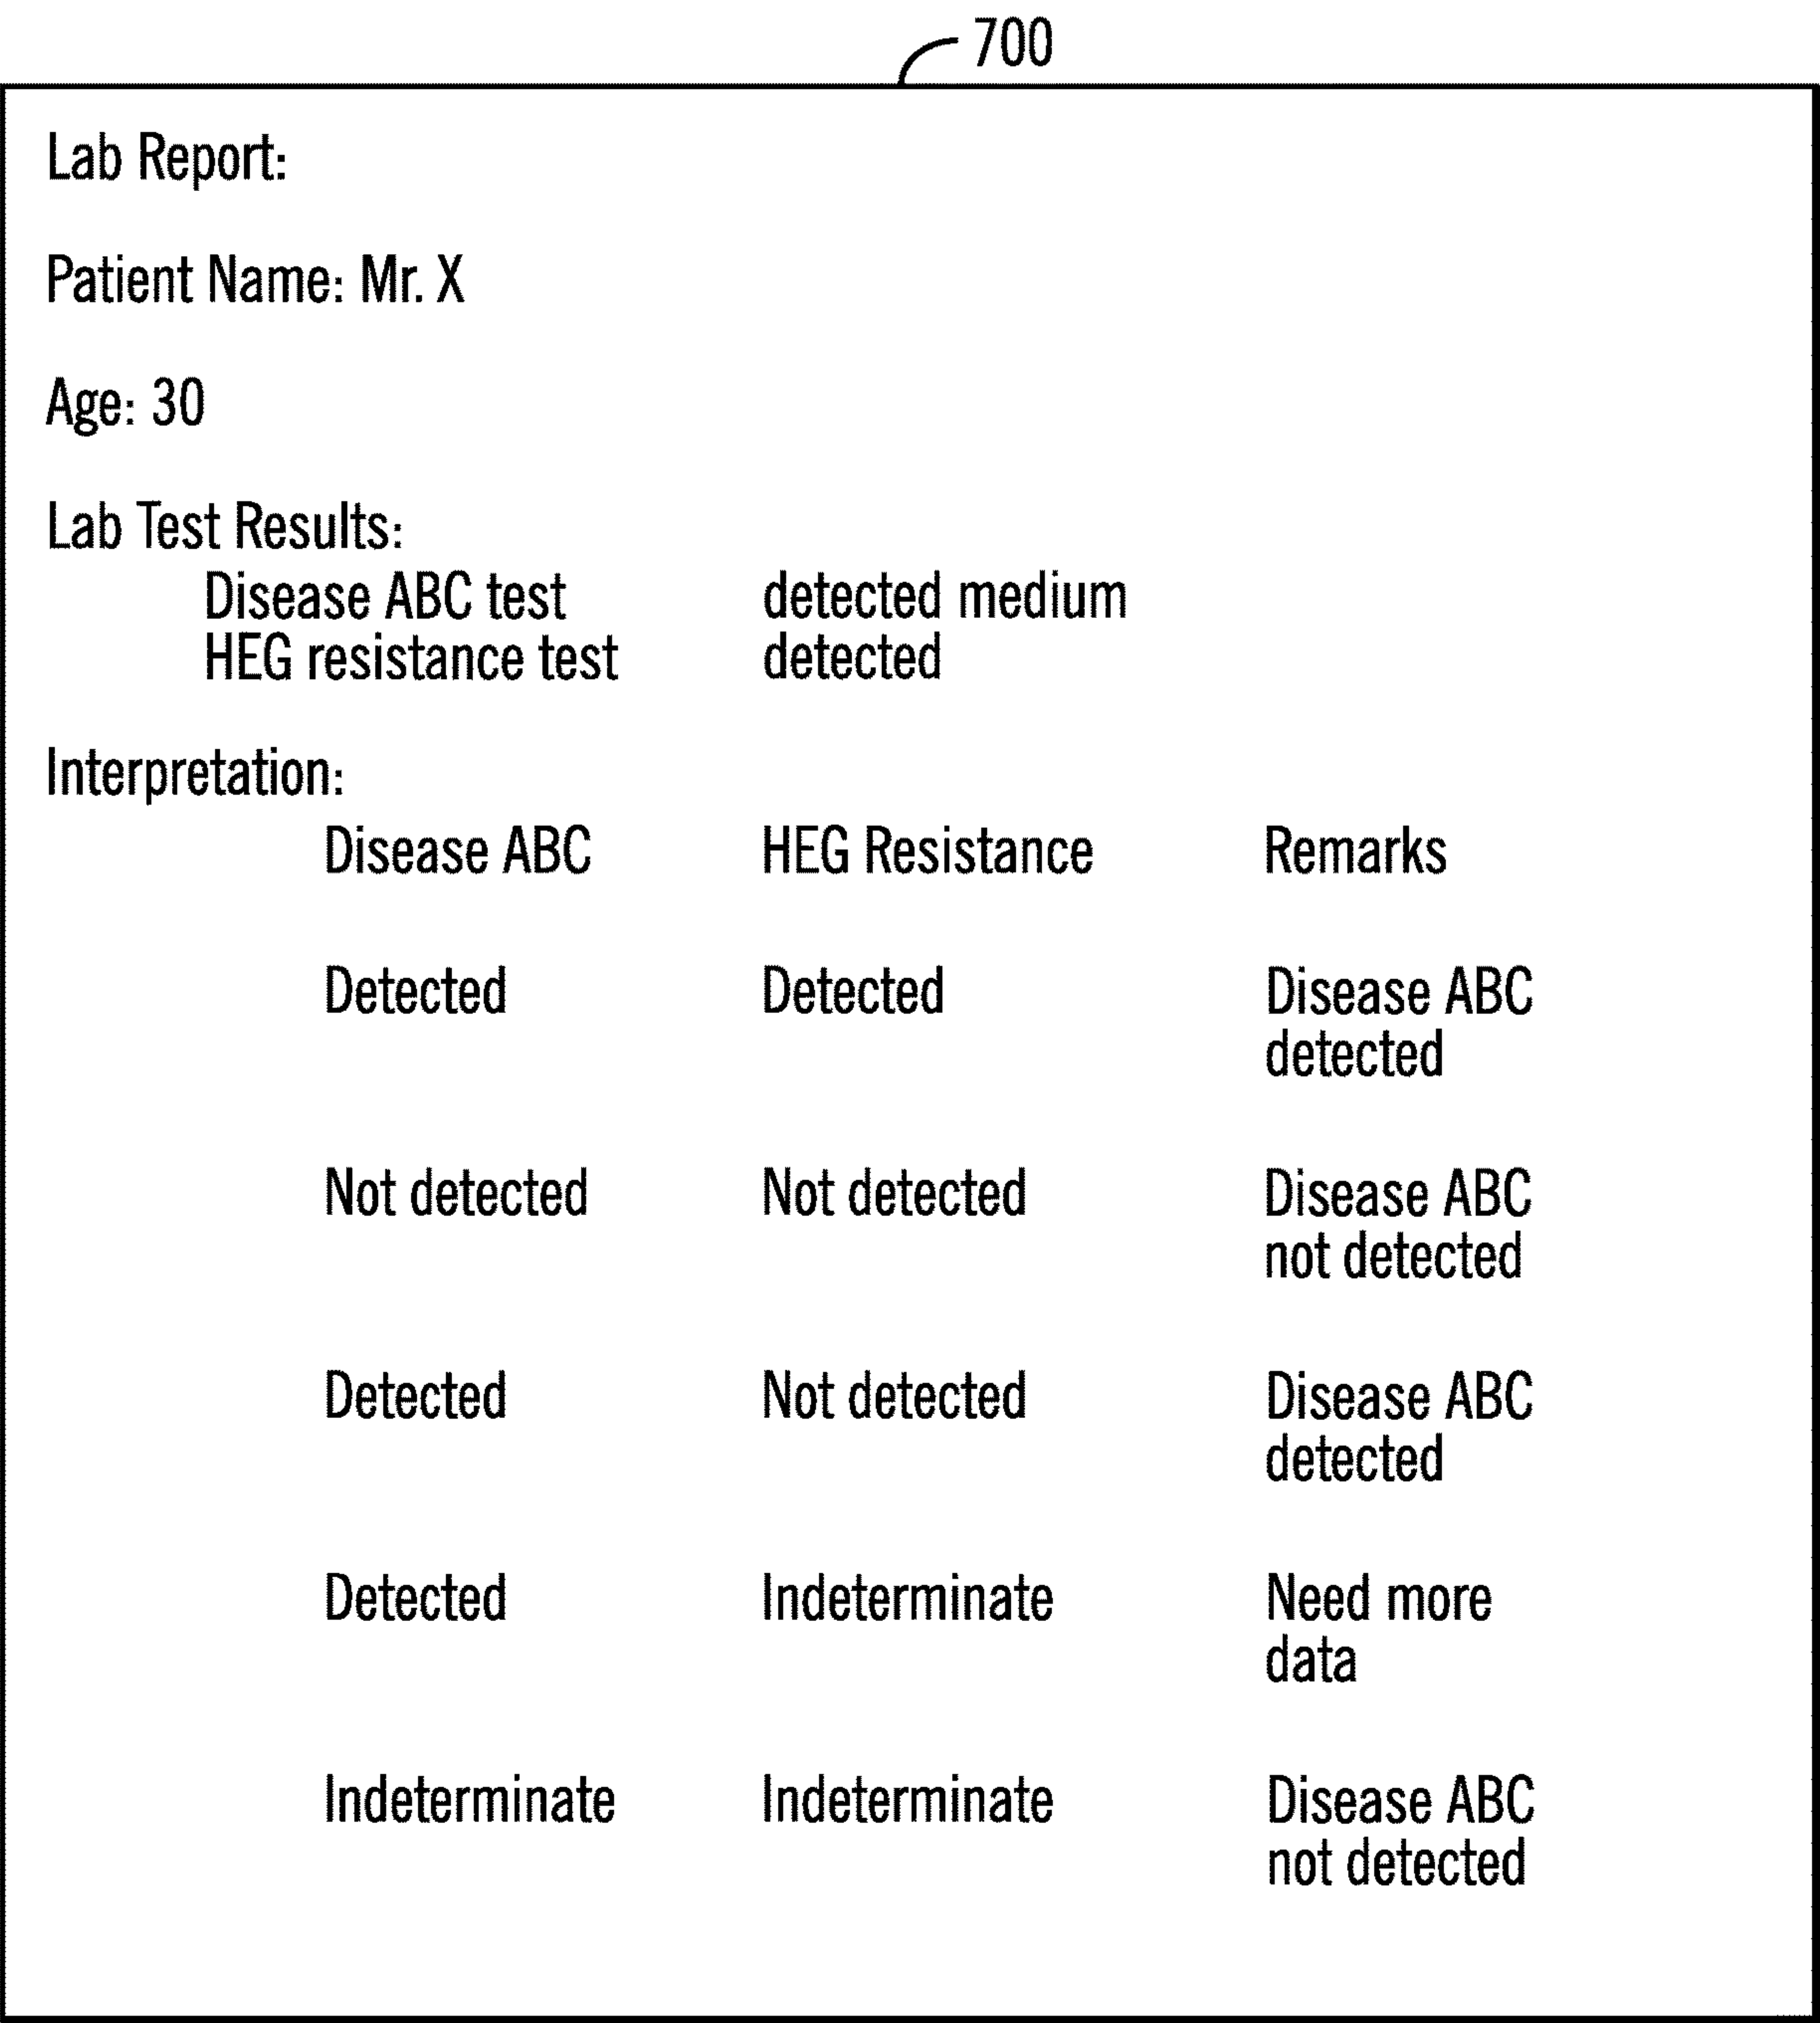 700
Lab Report:
Patient Name: Mr. X
Age: 30
Lab Test Results:
Disease ABC test detected medium
HEG resistance test detected
Interpretation:
Disease ABC HEG Resistance Remarks
Detected Detected Disease ABC
detected
Not detected Not detected Disease ABC
not detected
Detected Not detected Disease ABC
detected
Detected Indeterminate Need more
data
Indeterminate Indeterminate Disease ABC
not detected